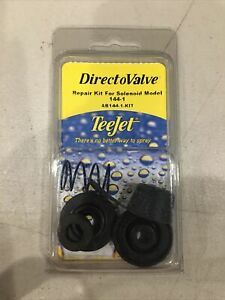 DirectoValve
Repair Kit For Solenoid Model
144-1
AB144-1-KIT
TeeJet
There's no better way to spray